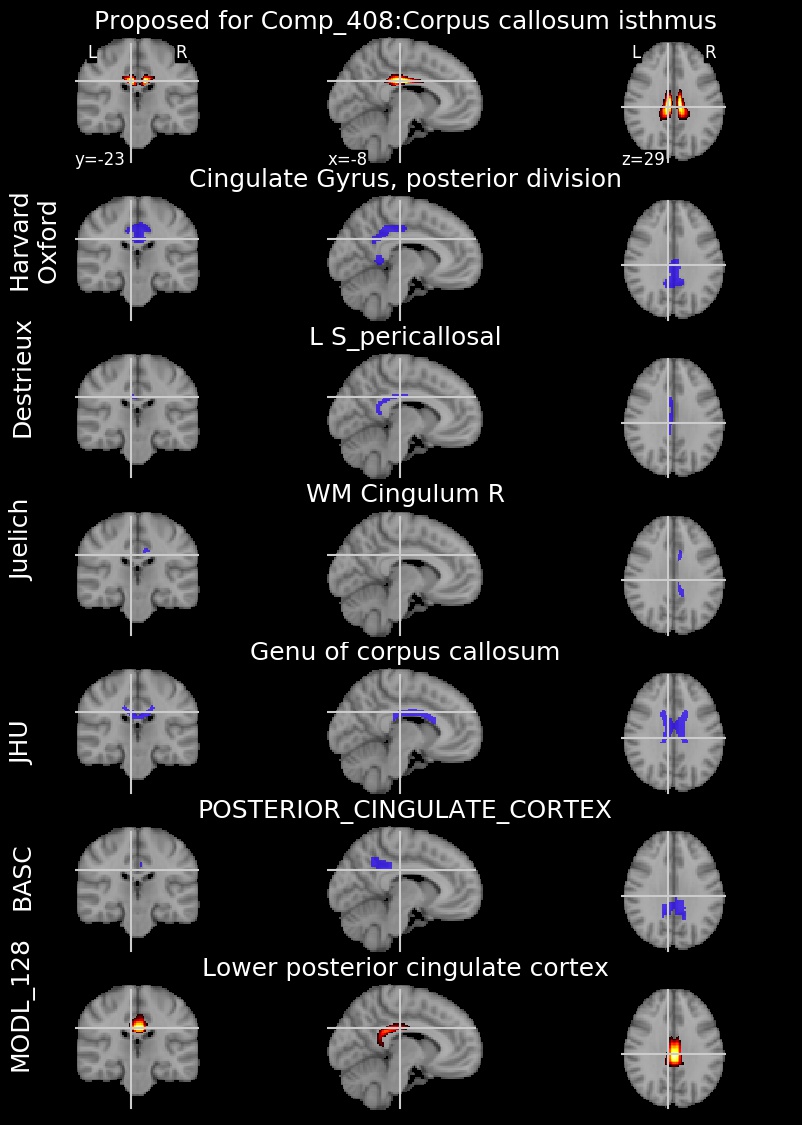 Proposed for Comp_408:Corpus callosum isthmus
L R L R
y=-23 x=-8 z=29
Cingulate Gyrus, posterior division
Harvard
Oxford
L S_pericallosal
Destrieux
WM Cingulum R
Juelich
Genu of corpus callosum
JHU
POSTERIOR_CINGULATE_CORTEX
BASC
Lower posterior cingulate cortex
MODL_128